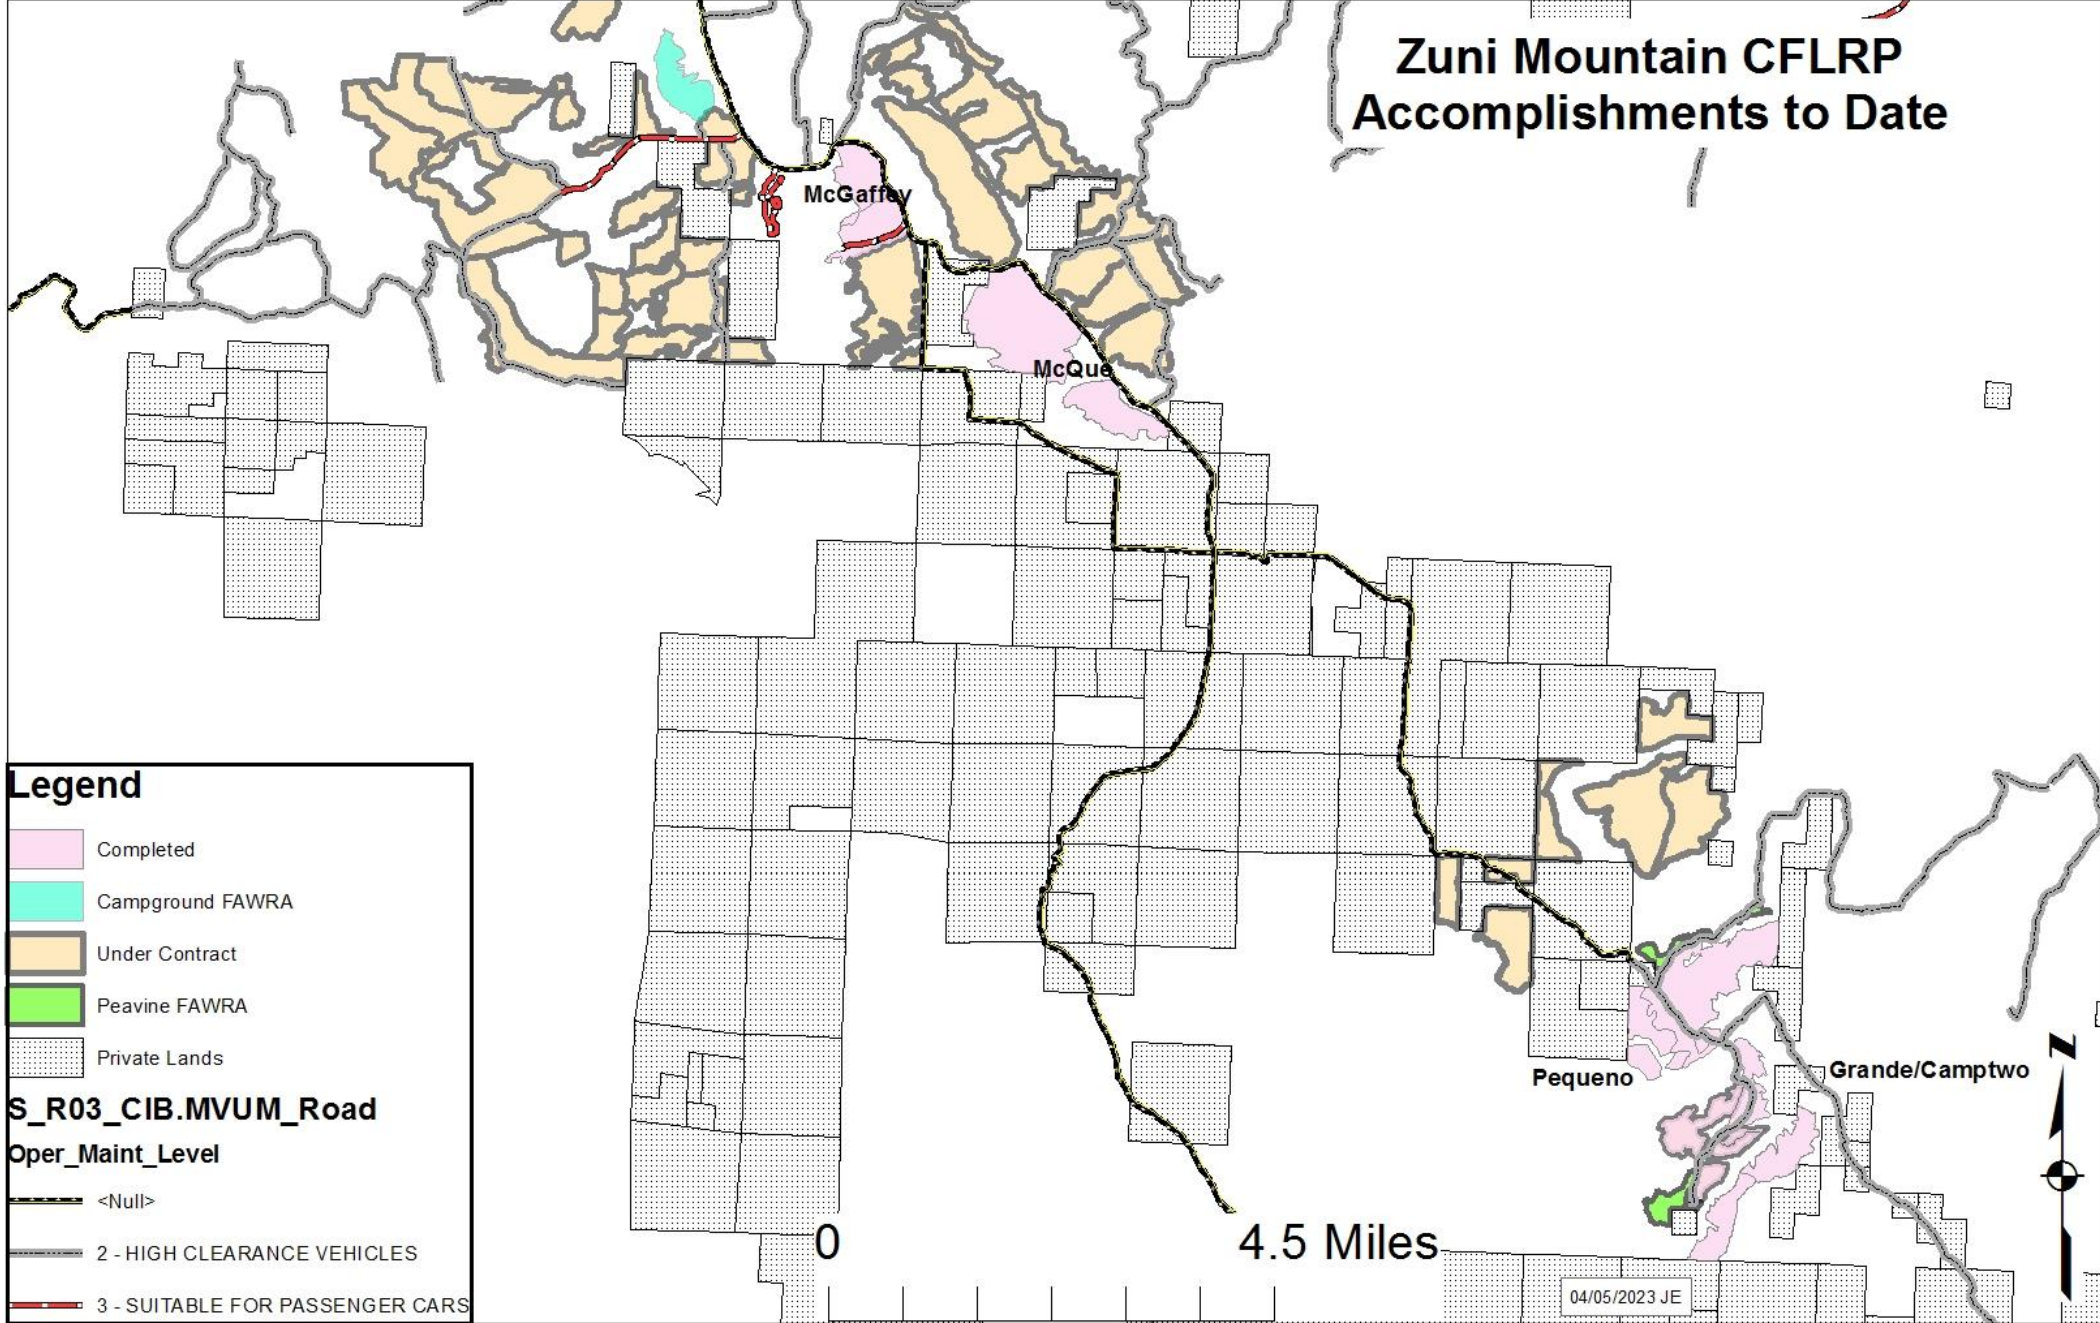 Zuni Mountain CFLRP
Accomplishments to Date
McGaffey
McQue
Legend
Completed
Campground FAWRA
Under Contract
Peavine FAWRA
Private Lands
S_R03_CIB.MVUM_Road
Oper_Maint_Level
<Null>
2 - HIGH CLEARANCE VEHICLES
3 - SUITABLE FOR PASSENGER CARS
Pequeno
Grande/Camptwo
N
0
4.5 Miles
04/05/2023 JE